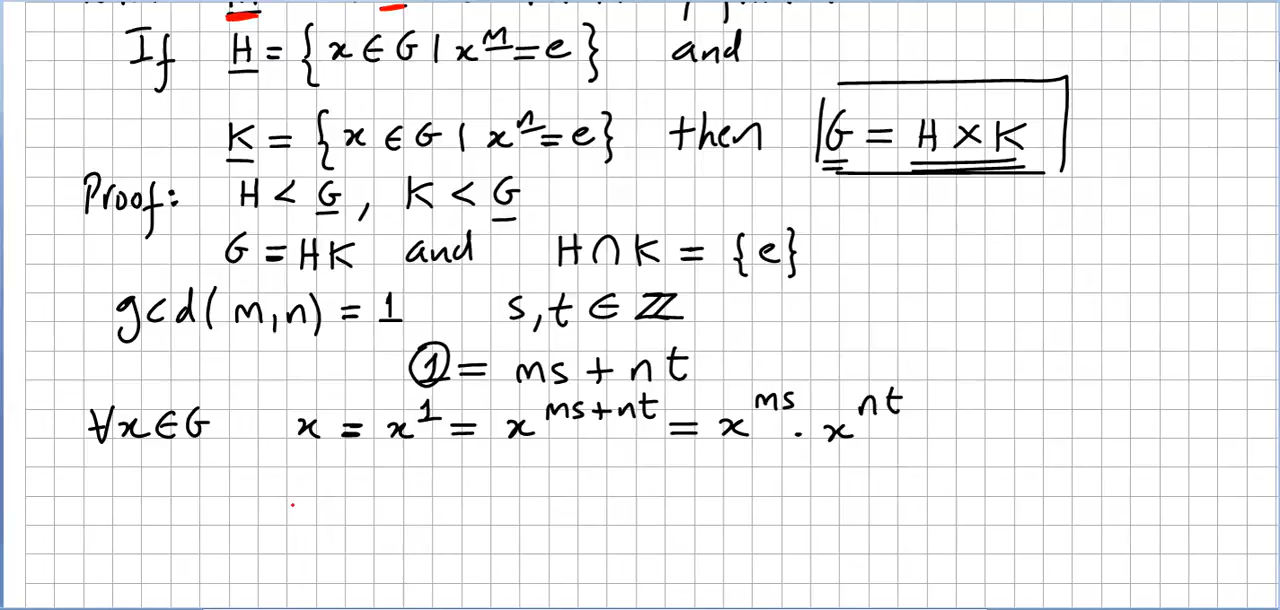 If H = { x ∈ G | x^m = e } and
K = { x ∈ G | x^n = e } then G = H × K
Proof: H < G, K < G
G = HK and H ∩ K = {e}
gcd(m,n) = 1 s,t ∈ ℤ
1 = ms + nt
∀x∈G x = x^1 = x^{ms+nt} = x^{ms} . x^{nt}